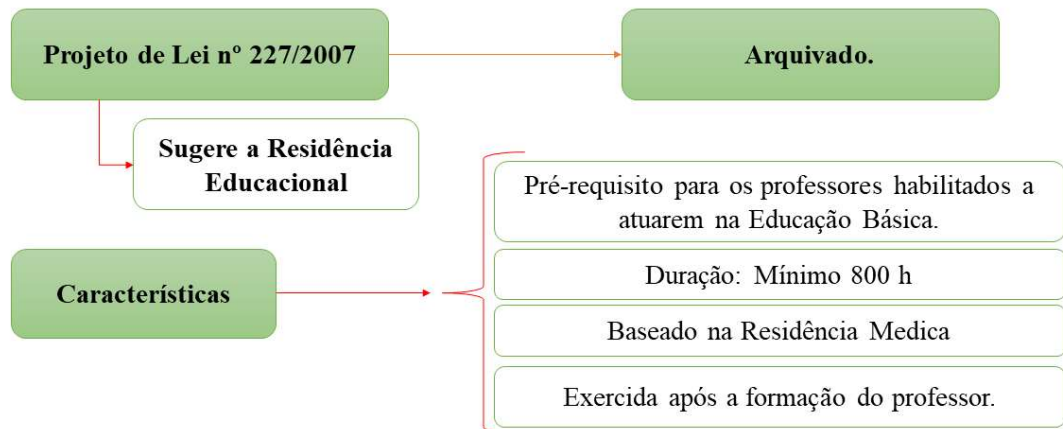 Projeto de Lei nº 227/2007
Arquivado.
Sugere a Residência
Educacional
Características
Pré-requisito para os professores habilitados a
atuarem na Educação Básica.
Duração: Mínimo 800 h
Baseado na Residência Medica
Exercida após a formação do professor.